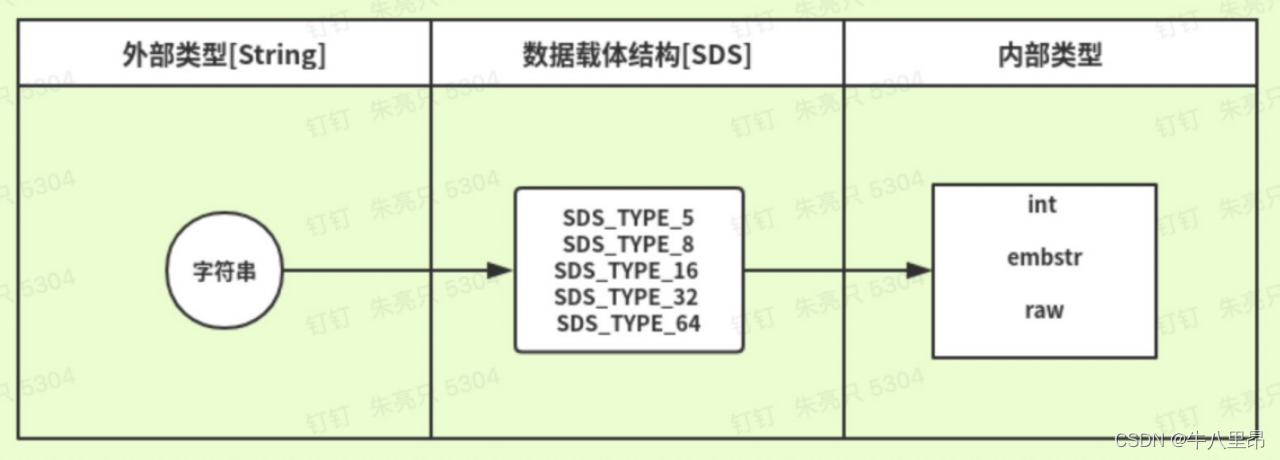 外部类型[String]
数据载体结构[SDS]
内部类型
字符串
SDS_TYPE_5
SDS_TYPE_8
SDS_TYPE_16
SDS_TYPE_32
SDS_TYPE_64
int
embstr
raw
钉钉 朱亮只 5304
CSDN @牛八里昂